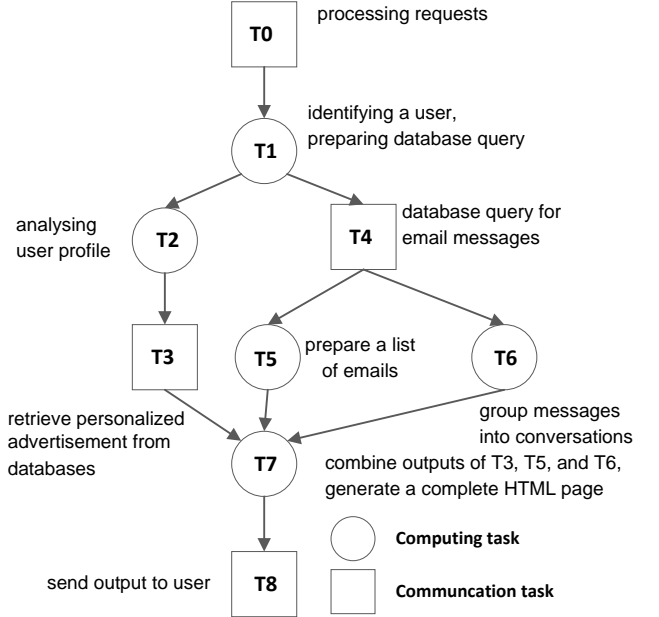 processing requests
T0
identifying a user,
preparing database query
T1
analysing
user profile
T2
T4
database query for
email messages
T3
T5
prepare a list
of emails
T6
retrieve personalized
advertisement from
databases
group messages
into conversations
T7
combine outputs of T3, T5, and T6,
generate a complete HTML page
Computing task
send output to user
T8
Communcation task